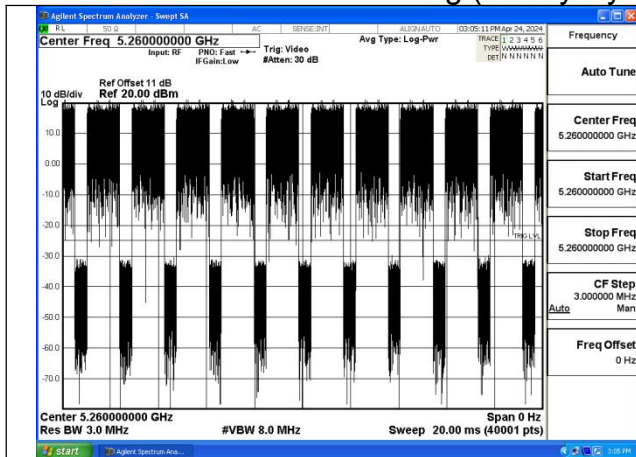 Agilent Spectrum Analyzer - Swept SA
RL 50 Ω AC SENSE:INT ALIGNAUTO 03:05:11 PM Apr 24, 2024
Center Freq 5.260000000 GHz
Input: RF PNO: Fast Trig: Video
IFGain:Low #Atten: 30 dB
Avg Type: Log-Pwr
TRACE 1 2 3 4 5 6
TYPE WWWWWW
DET N N N N N N
Ref Offset 11 dB
10 dB/div Ref 20.00 dBm
Log
10.0
0.00
-10.0
-20.0
TRIG LVL
-30.0
-40.0
-50.0
-60.0
-70.0
Center 5.260000000 GHz Span 0 Hz
Res BW 3.0 MHz #VBW 8.0 MHz Sweep 20.00 ms (40001 pts)
Frequency
Auto Tune
Center Freq
5.260000000 GHz
Start Freq
5.260000000 GHz
Stop Freq
5.260000000 GHz
CF Step
3.000000 MHz
Auto Man
Freq Offset
0 Hz
start Agilent Spectrum Ana... 3:05 PM